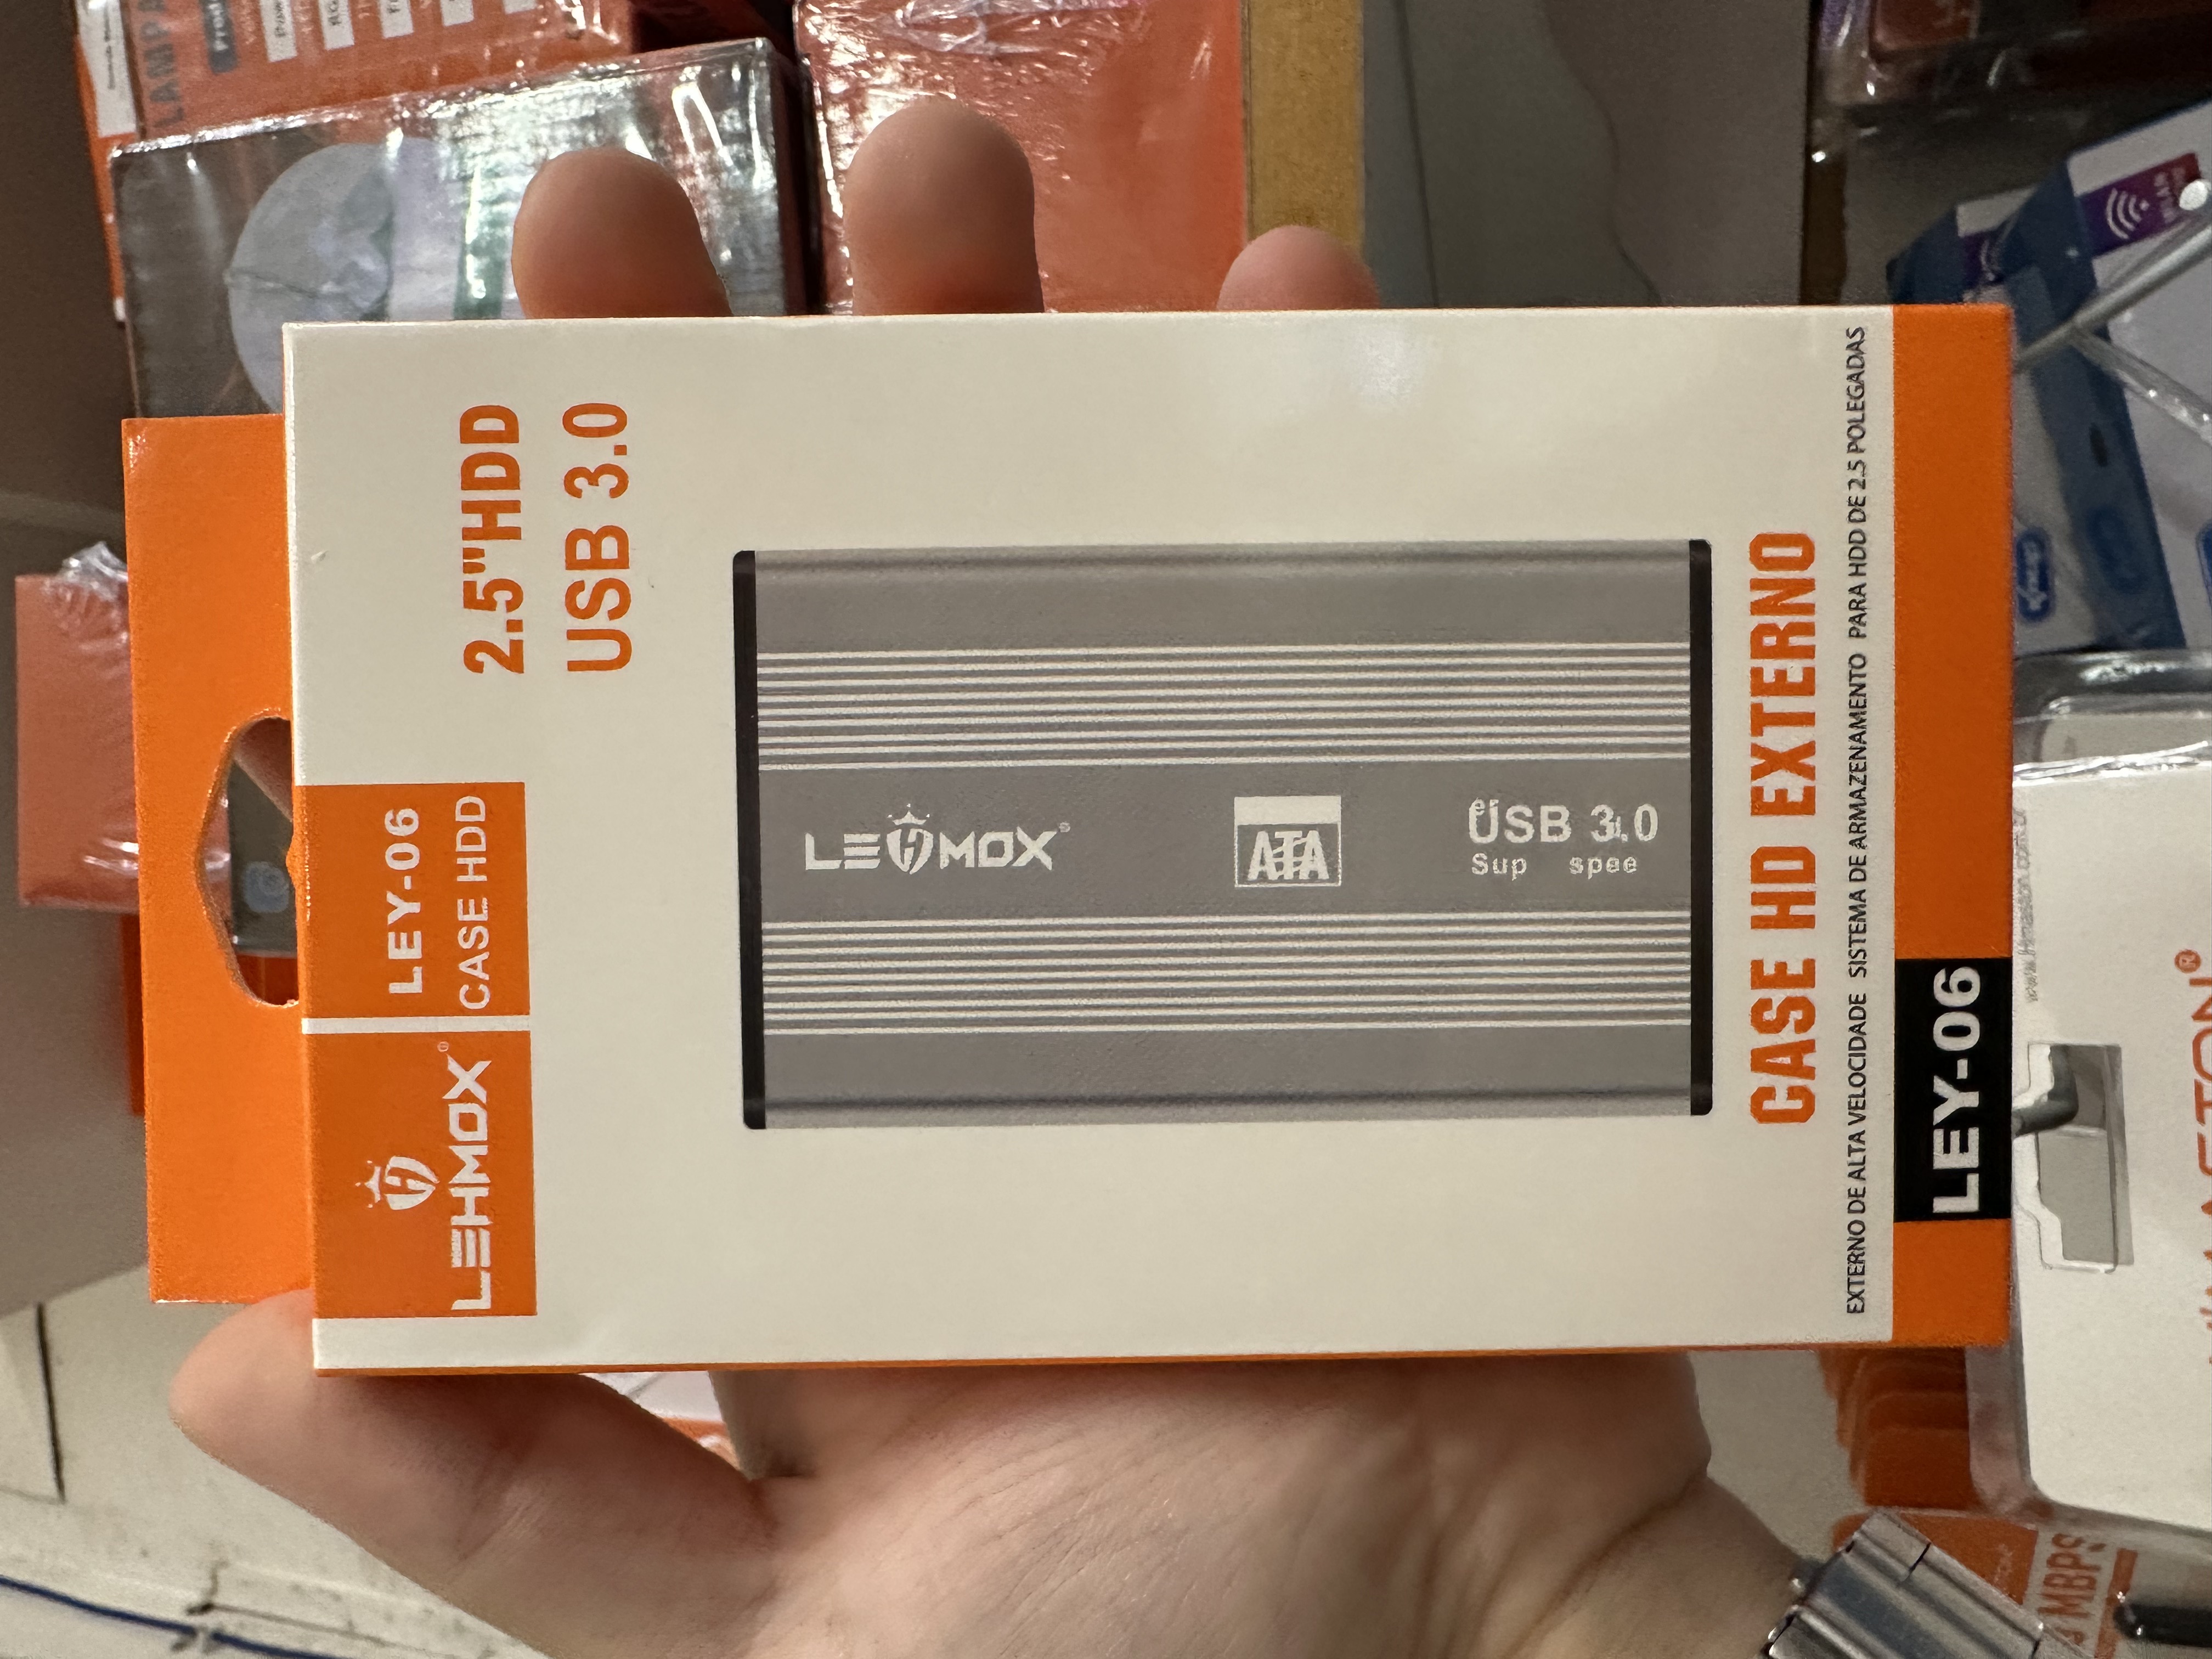 LEHMOX®
LEY-06
CASE HDD
2.5"HDD
USB 3.0
LEHMOX®
ATA
USB 3.0
Sup spee
CASE HD EXTERNO
EXTERNO DE ALTA VELOCIDADE SISTEMA DE ARMAZENAMENTO PARA HDD DE 2.5 POLEGADAS
LEY-06
MBPS